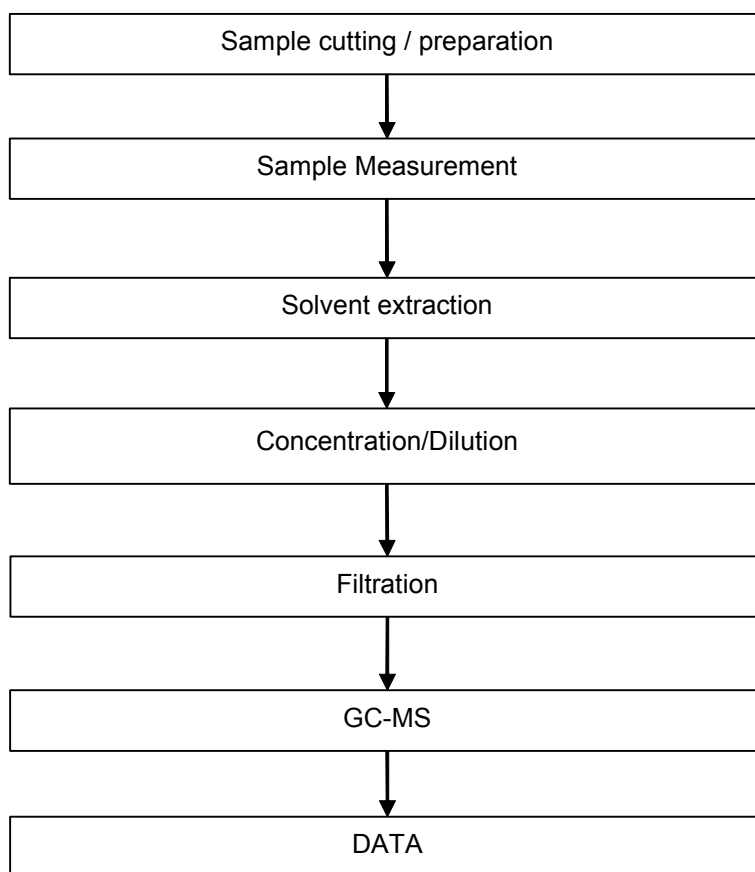 Sample cutting / preparation
Sample Measurement
Solvent extraction
Concentration/Dilution
Filtration
GC-MS
DATA